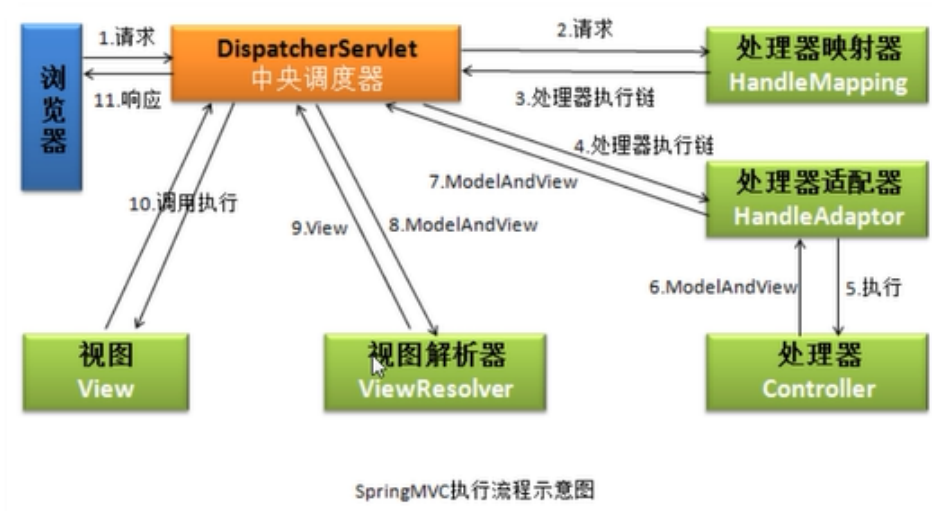 1.请求
2.请求
浏览器
DispatcherServlet
中央调度器
处理器映射器
HandleMapping
11.响应
3.处理器执行链
4.处理器执行链
7.ModelAndView
处理器适配器
HandleAdaptor
10.调用执行
9.View
8.ModelAndView
6.ModelAndView
5.执行
视图
View
视图解析器
ViewResolver
处理器
Controller
SpringMVC执行流程示意图